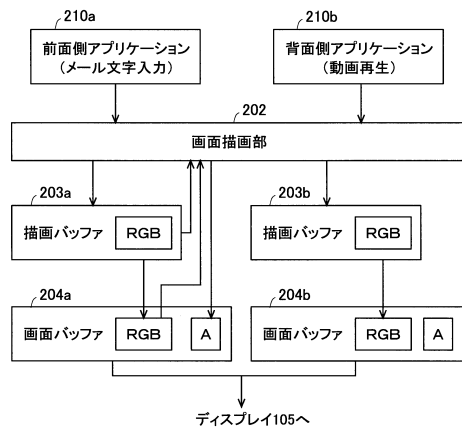 210a
210b
前面側アプリケーション
(メール文字入力)
背面側アプリケーション
(動画再生)
202
画面描画部
203a
203b
描画バッファ
RGB
描画バッファ
RGB
204a
204b
画面バッファ
RGB
A
画面バッファ
RGB
A
ディスプレイ105へ